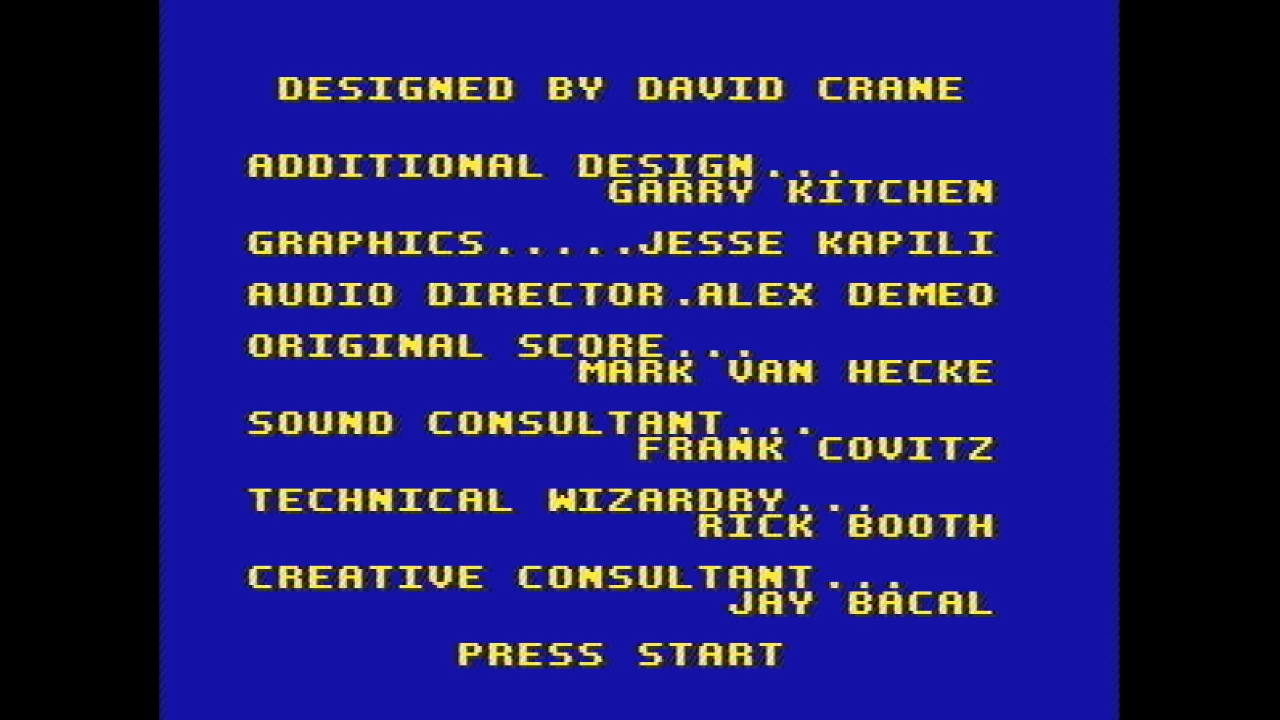 DESIGNED BY DAVID CRANE
ADDITIONAL DESIGN...
GARRY KITCHEN
GRAPHICS.....JESSE KAPILI
AUDIO DIRECTOR.ALEX DEMEO
ORIGINAL SCORE...
MARK VAN HECKE
SOUND CONSULTANT...
FRANK COVITZ
TECHNICAL WIZARDRY...
RICK BOOTH
CREATIVE CONSULTANT...
JAY BACAL
PRESS START